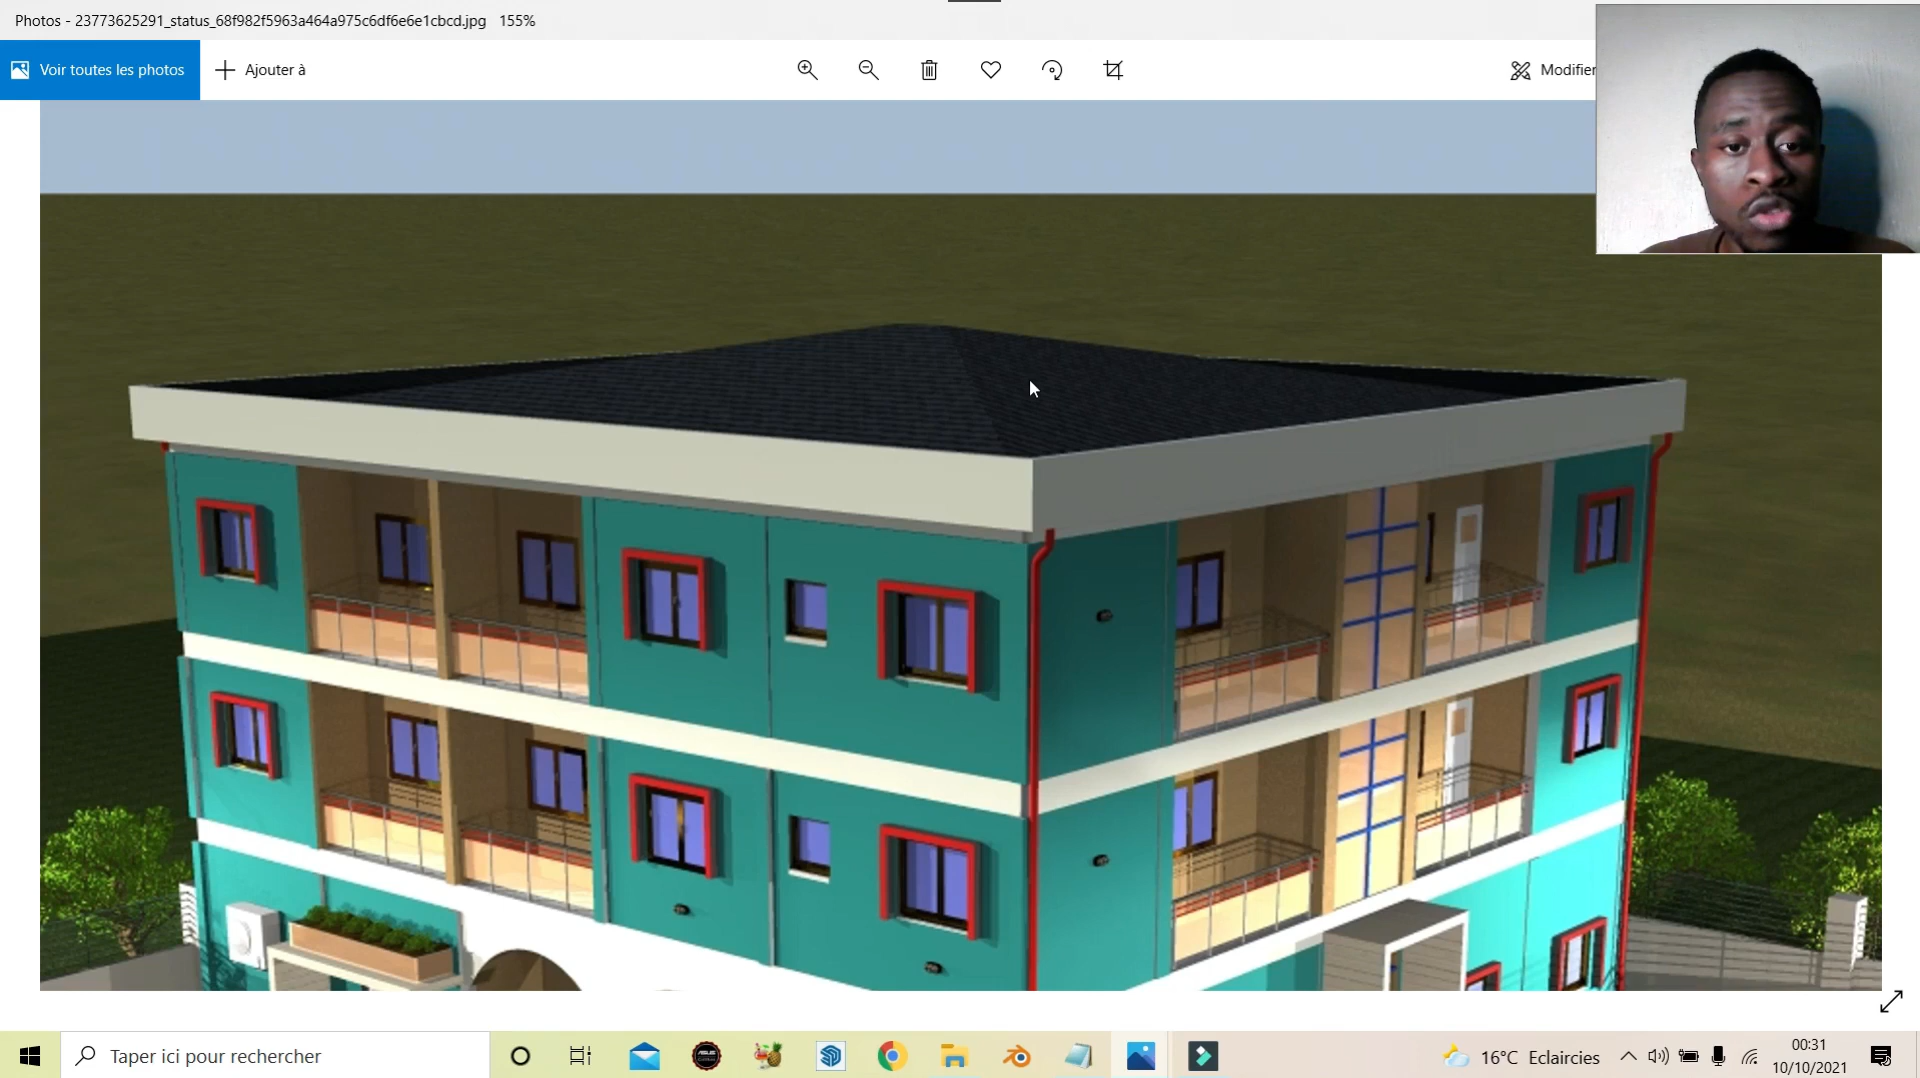 Photos - 23773625291_status_68f982f5963a464a975c6df6e6e1cbcd.jpg   155%
Voir toutes les photos
Ajouter à
Modifier
Taper ici pour rechercher
16°C Eclaircies
00:31
10/10/2021